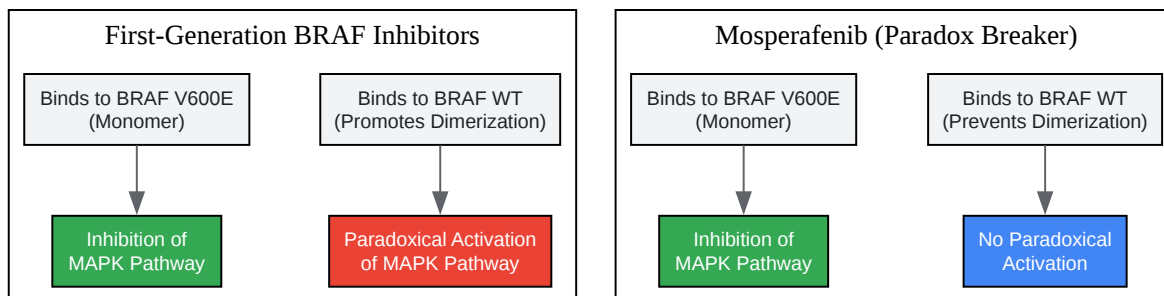 First-Generation BRAF Inhibitors
Binds to BRAF V600E
(Monomer)
Binds to BRAF WT
(Promotes Dimerization)
Inhibition of
MAPK Pathway
Paradoxical Activation
of MAPK Pathway
Mosperafenib (Paradox Breaker)
Binds to BRAF V600E
(Monomer)
Binds to BRAF WT
(Prevents Dimerization)
Inhibition of
MAPK Pathway
No Paradoxical
Activation